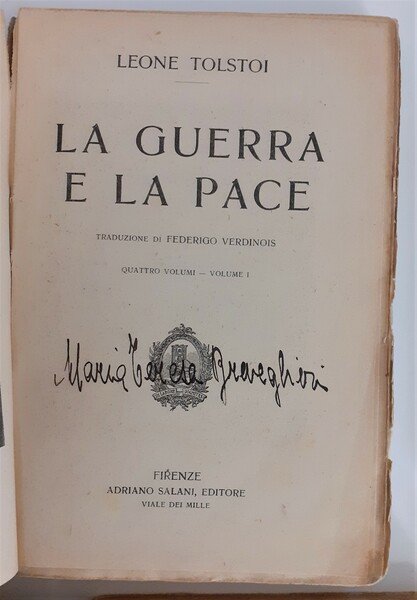 LEONE TOLSTOI
LA GUERRA
E LA PACE
TRADUZIONE DI FEDERIGO VERDINOIS
QUATTRO VOLUMI — VOLUME I
Maria Teresa
FIRENZE
ADRIANO SALANI, EDITORE
VIALE DEI MILLE